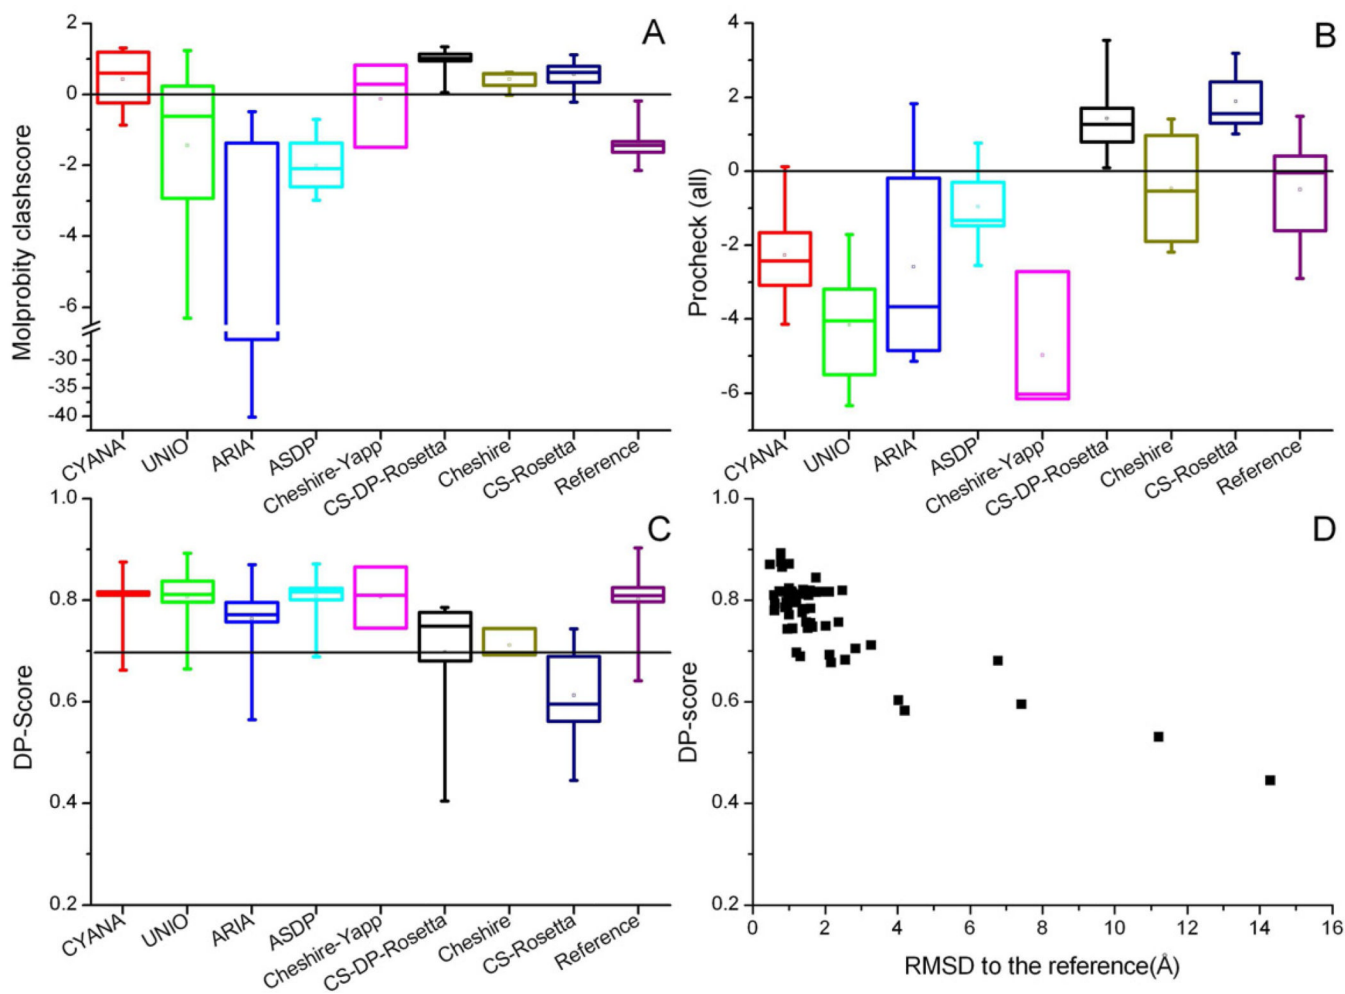 A
Molprobity clashscore
2
0
-2
-4
-6
-30
-35
-40
CYANA
UNIO
ARIA
ASDP
Cheshire-Yapp
CS-DP-Rosetta
Cheshire
CS-Rosetta
Reference
B
Procheck (all)
4
2
0
-2
-4
-6
CYANA
UNIO
ARIA
ASDP
Cheshire-Yapp
CS-DP-Rosetta
Cheshire
CS-Rosetta
Reference
C
DP-Score
1.0
0.8
0.6
0.4
0.2
CYANA
UNIO
ARIA
ASDP
Cheshire-Yapp
CS-DP-Rosetta
Cheshire
CS-Rosetta
Reference
D
DP-score
1.0
0.8
0.6
0.4
0.2
0 2 4 6 8 10 12 14 16
RMSD to the reference(Å)